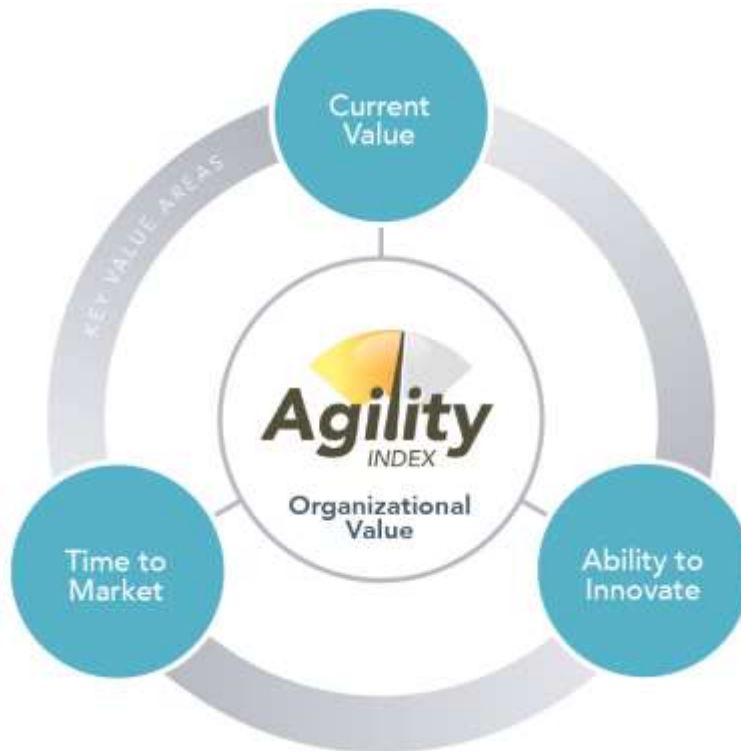 Current
Value
KEY VALUE AREAS
Agility
INDEX
Organizational
Value
Time to
Market
Ability to
Innovate